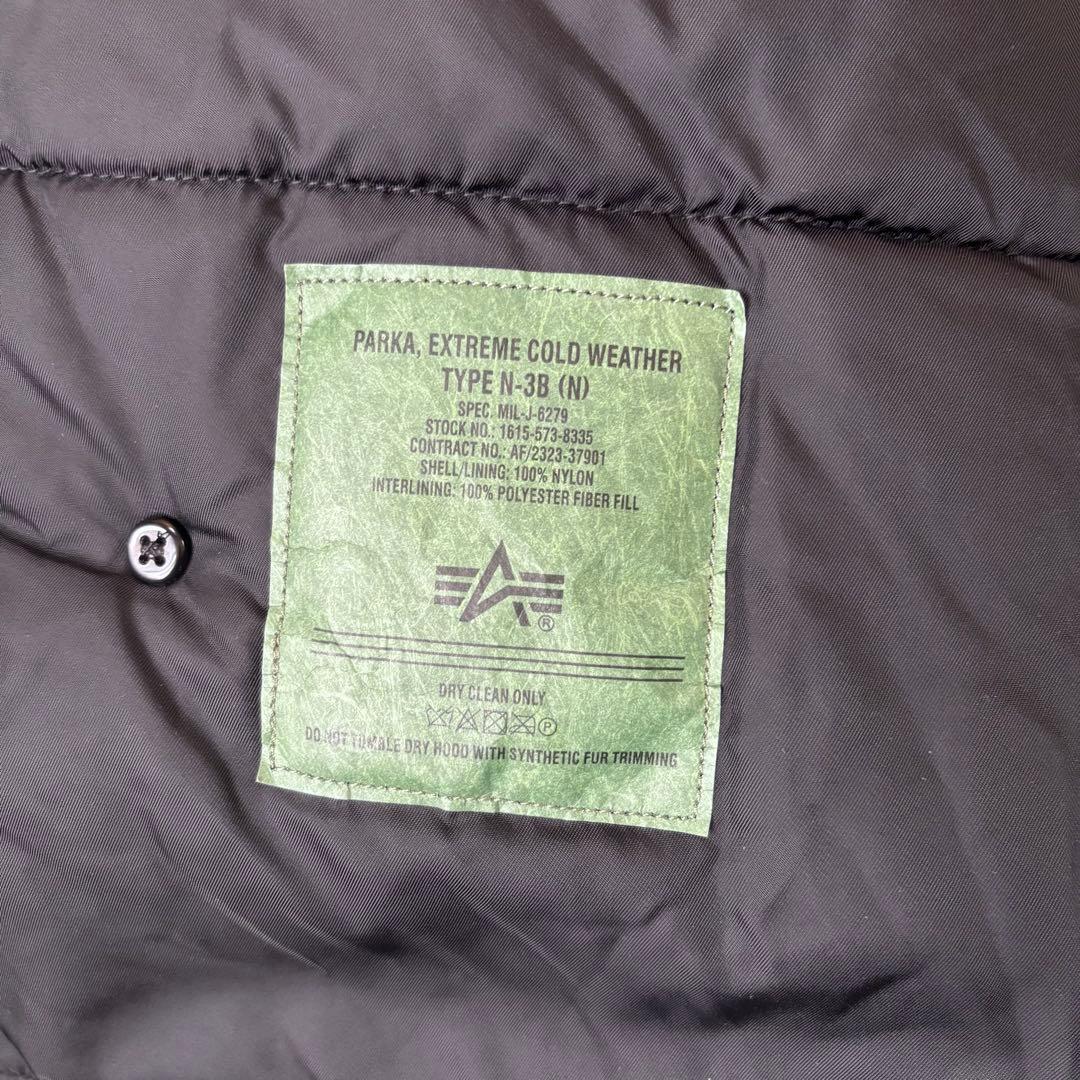 PARKA, EXTREME COLD WEATHER
TYPE N-3B (N)
SPEC. MIL-J-6279
STOCK NO.: 1615-573-8335
CONTRACT NO.: AF/2323-37901
SHELL/LINING: 100% NYLON
INTERLINING: 100% POLYESTER FIBER FILL
®
DRY CLEAN ONLY
P
DO NOT TUMBLE DRY HOOD WITH SYNTHETIC FUR TRIMMING